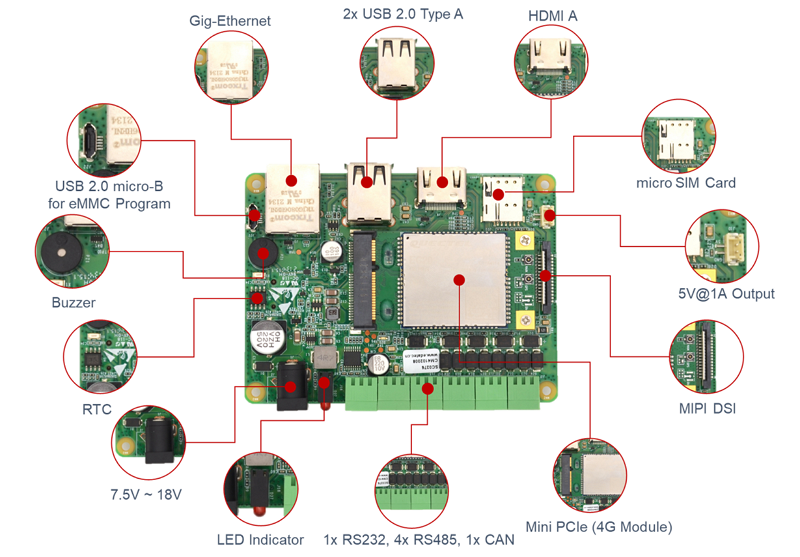 Gig-Ethernet
2x USB 2.0 Type A
HDMI A
USB 2.0 micro-B
for eMMC Program
micro SIM Card
Buzzer
5V@1A Output
RTC
MIPI DSI
7.5V ~ 18V
LED Indicator
1x RS232, 4x RS485, 1x CAN
Mini PCIe (4G Module)